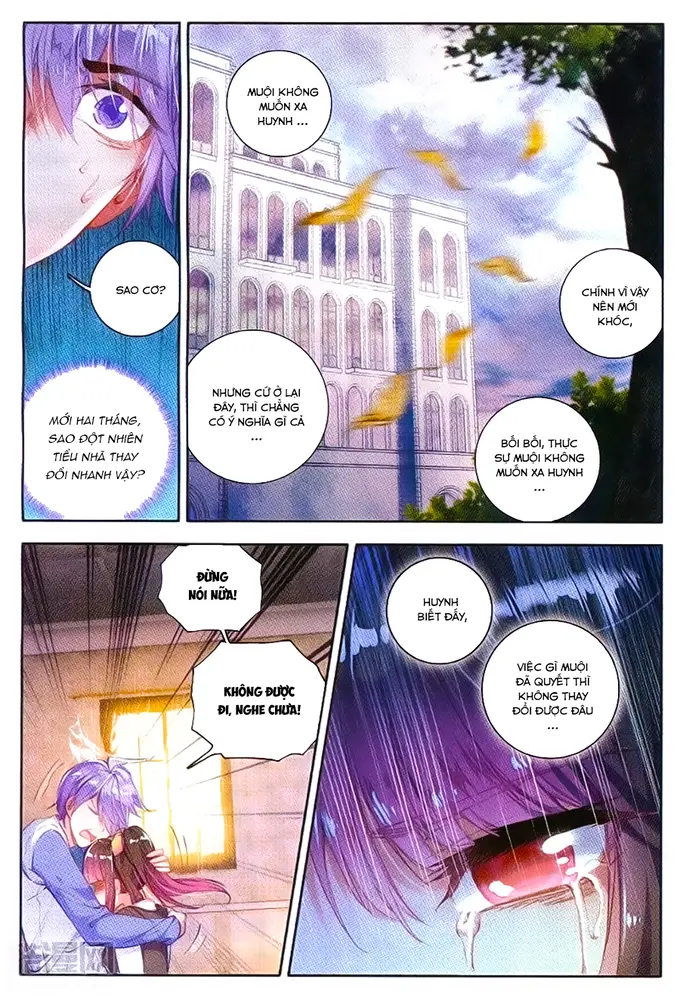 SAO CƠ?
MỚI HAI THÁNG,
SAO ĐỘT NHIÊN
TIỂU NHÃ THAY
ĐỔI NHANH VẬY?
MUỘI KHÔNG
MUỐN XA
HUYNH ...
CHÍNH VÌ VẬY
NÊN MỚI
KHÓC,
NHƯNG CỨ Ở LẠI
ĐÂY, THÌ CHẲNG
CÓ Ý NGHĨA GÌ CẢ
...
BỐI BỐI, THỰC
SỰ MUỘI KHÔNG
MUỐN XA HUYNH
...
ĐỪNG
NÓI NỮA!
KHÔNG ĐƯỢC
ĐI, NGHE CHƯA!
HUYNH
BIẾT ĐẤY,
VIỆC GÌ MUỘI
ĐÃ QUYẾT THÌ
KHÔNG THAY
ĐỔI ĐƯỢC ĐÂU
...